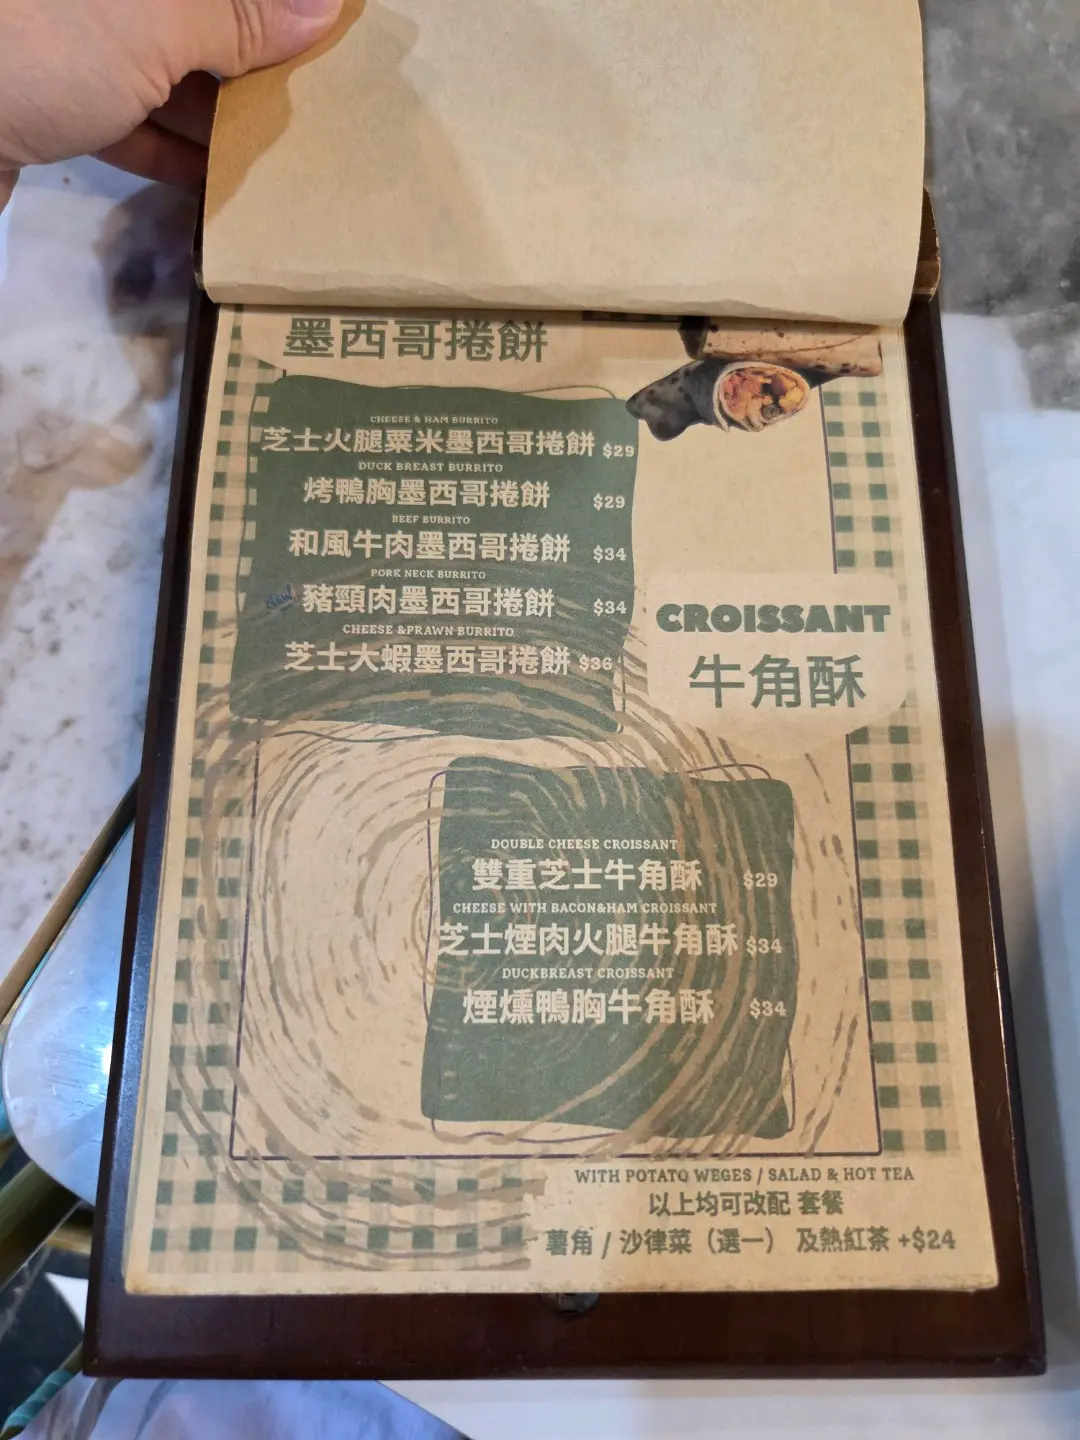 墨西哥捲餅
CHEESE & HAM BURRITO
芝士火腿粟米墨西哥捲餅 $29
DUCK BREAST BURRITO
烤鴨胸墨西哥捲餅 $29
BEEF BURRITO
和風牛肉墨西哥捲餅 $34
PORK NECK BURRITO
New! 豬頸肉墨西哥捲餅 $34
CHEESE &PRAWN BURRITO
芝士大蝦墨西哥捲餅 $36
CROISSANT
牛角酥
DOUBLE CHEESE CROISSANT
雙重芝士牛角酥 $29
CHEESE WITH BACON&HAM CROISSANT
芝士煙肉火腿牛角酥 $34
DUCKBREAST CROISSANT
煙燻鴨胸牛角酥 $34
WITH POTATO WEGES / SALAD & HOT TEA
以上均可改配 套餐
薯角 / 沙律菜（選一） 及熱紅茶 +$24